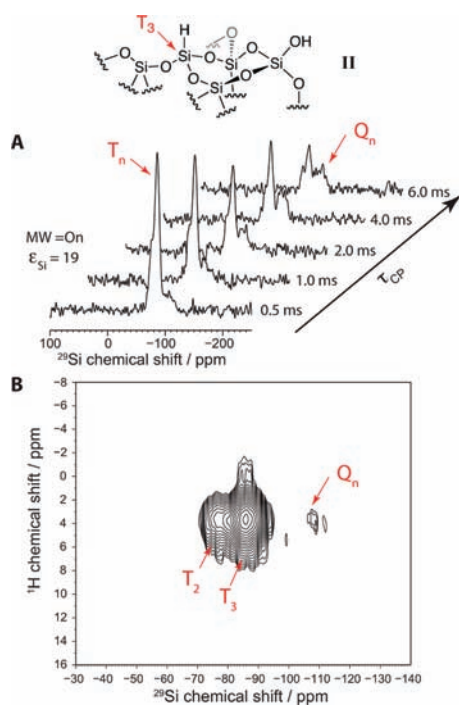 T3
H
O
OH
Si
O
Si
O
Si
O
Si
O
Si
O
II
A
Tn
Qn
MW =On
εSi = 19
6.0 ms
4.0 ms
2.0 ms
1.0 ms
0.5 ms
τCP
100
0
−100
−200
29Si chemical shift / ppm
B
−8
−6
−4
−2
0
2
4
6
8
10
12
14
16
1H chemical shift / ppm
Qn
T2
T3
−30 −40 −50 −60 −70 −80 −90 −100 −110 −120 −130 −140
29Si chemical shift / ppm